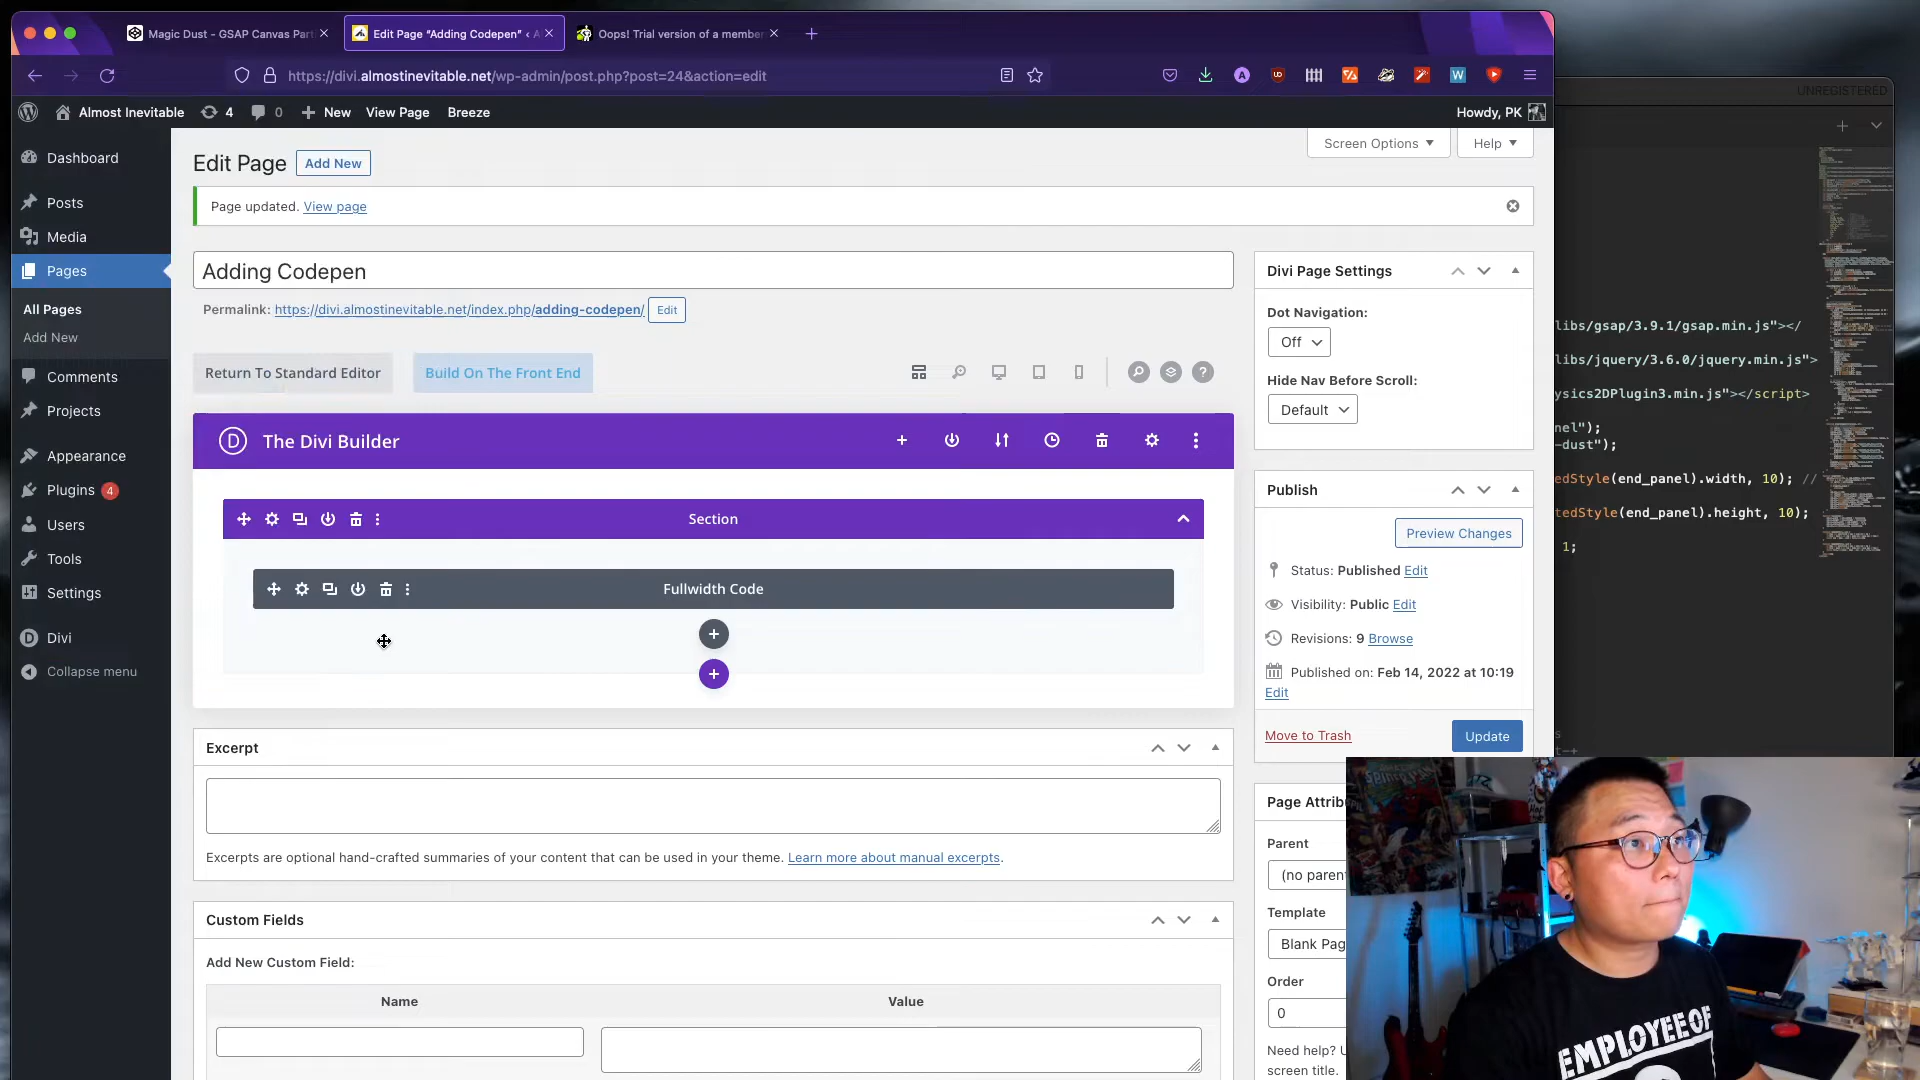 Magic Dust - GSAP Canvas Part
Edit Page "Adding Codepen" ‹ A
Oops! Trial version of a member
https://divi.almostinevitable.net/wp-admin/post.php?post=24&action=edit
UNREGISTERED
Almost Inevitable
4
0
New
View Page
Breeze
Howdy, PK
Dashboard
Posts
Media
Pages
All Pages
Add New
Comments
Projects
Appearance
Plugins 4
Users
Tools
Settings
Divi
Collapse menu
Screen Options
Help
Edit Page
Add New
Page updated. View page
Adding Codepen
Permalink: https://divi.almostinevitable.net/index.php/adding-codepen/ Edit
Return To Standard Editor
Build On The Front End
The Divi Builder
Section
Fullwidth Code
Excerpt
Excerpts are optional hand-crafted summaries of your content that can be used in your theme. Learn more about manual excerpts.
Custom Fields
Add New Custom Field:
Name
Value
Divi Page Settings
Dot Navigation:
Off
Hide Nav Before Scroll:
Default
Publish
Preview Changes
Status: Published Edit
Visibility: Public Edit
Revisions: 9 Browse
Published on: Feb 14, 2022 at 10:19
Edit
Move to Trash
Update
Page Attrib
Parent
(no paren
Template
Blank Pag
Order
0
Need help? U
screen title.
libs/gsap/3.9.1/gsap.min.js"></
libs/jquery/3.6.0/jquery.min.js">
ysics2DPlugin3.min.js"></script>
nel");
-dust");
edStyle(end_panel).width, 10); //
tedStyle(end_panel).height, 10);
1;
EMPLOYEE OF